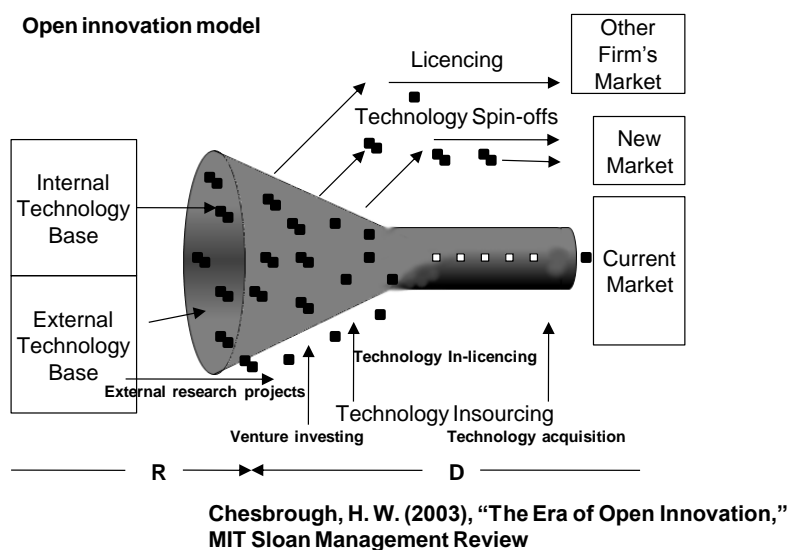 Open innovation model
Other
Firm's
Market
Licencing
Technology Spin-offs
New
Market
Internal
Technology
Base
Current
Market
External
Technology
Base
Technology In-licencing
External research projects
Technology Insourcing
Venture investing
Technology acquisition
R
D
Chesbrough, H. W. (2003), “The Era of Open Innovation,”
MIT Sloan Management Review